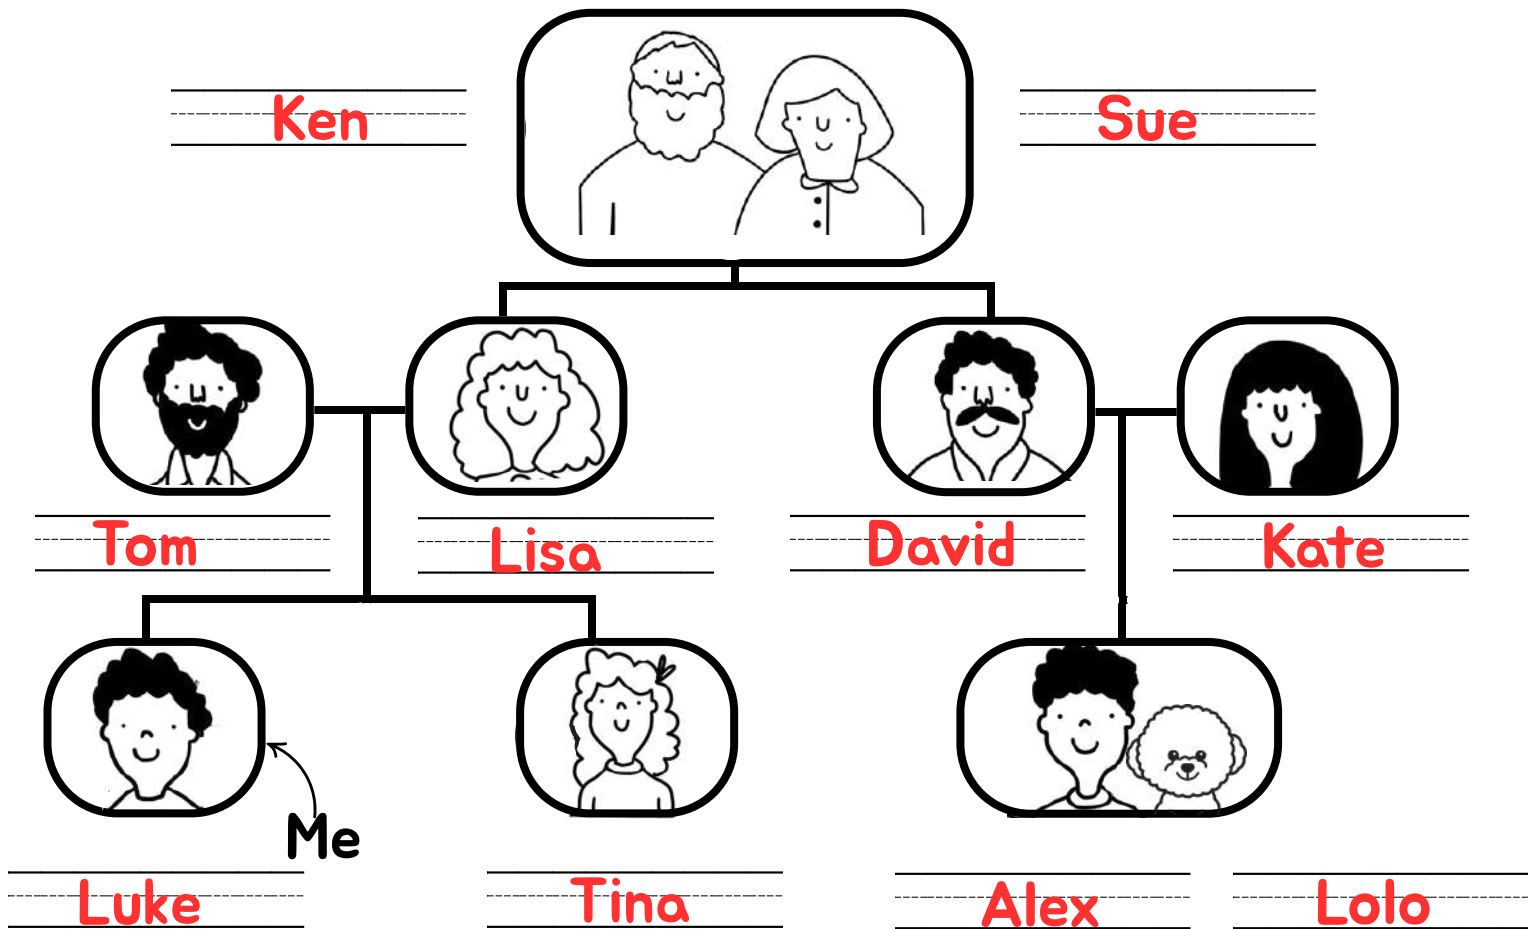 Ken
Sue
Tom
Lisa
David
Kate
Me
Luke
Tina
Alex
Lolo